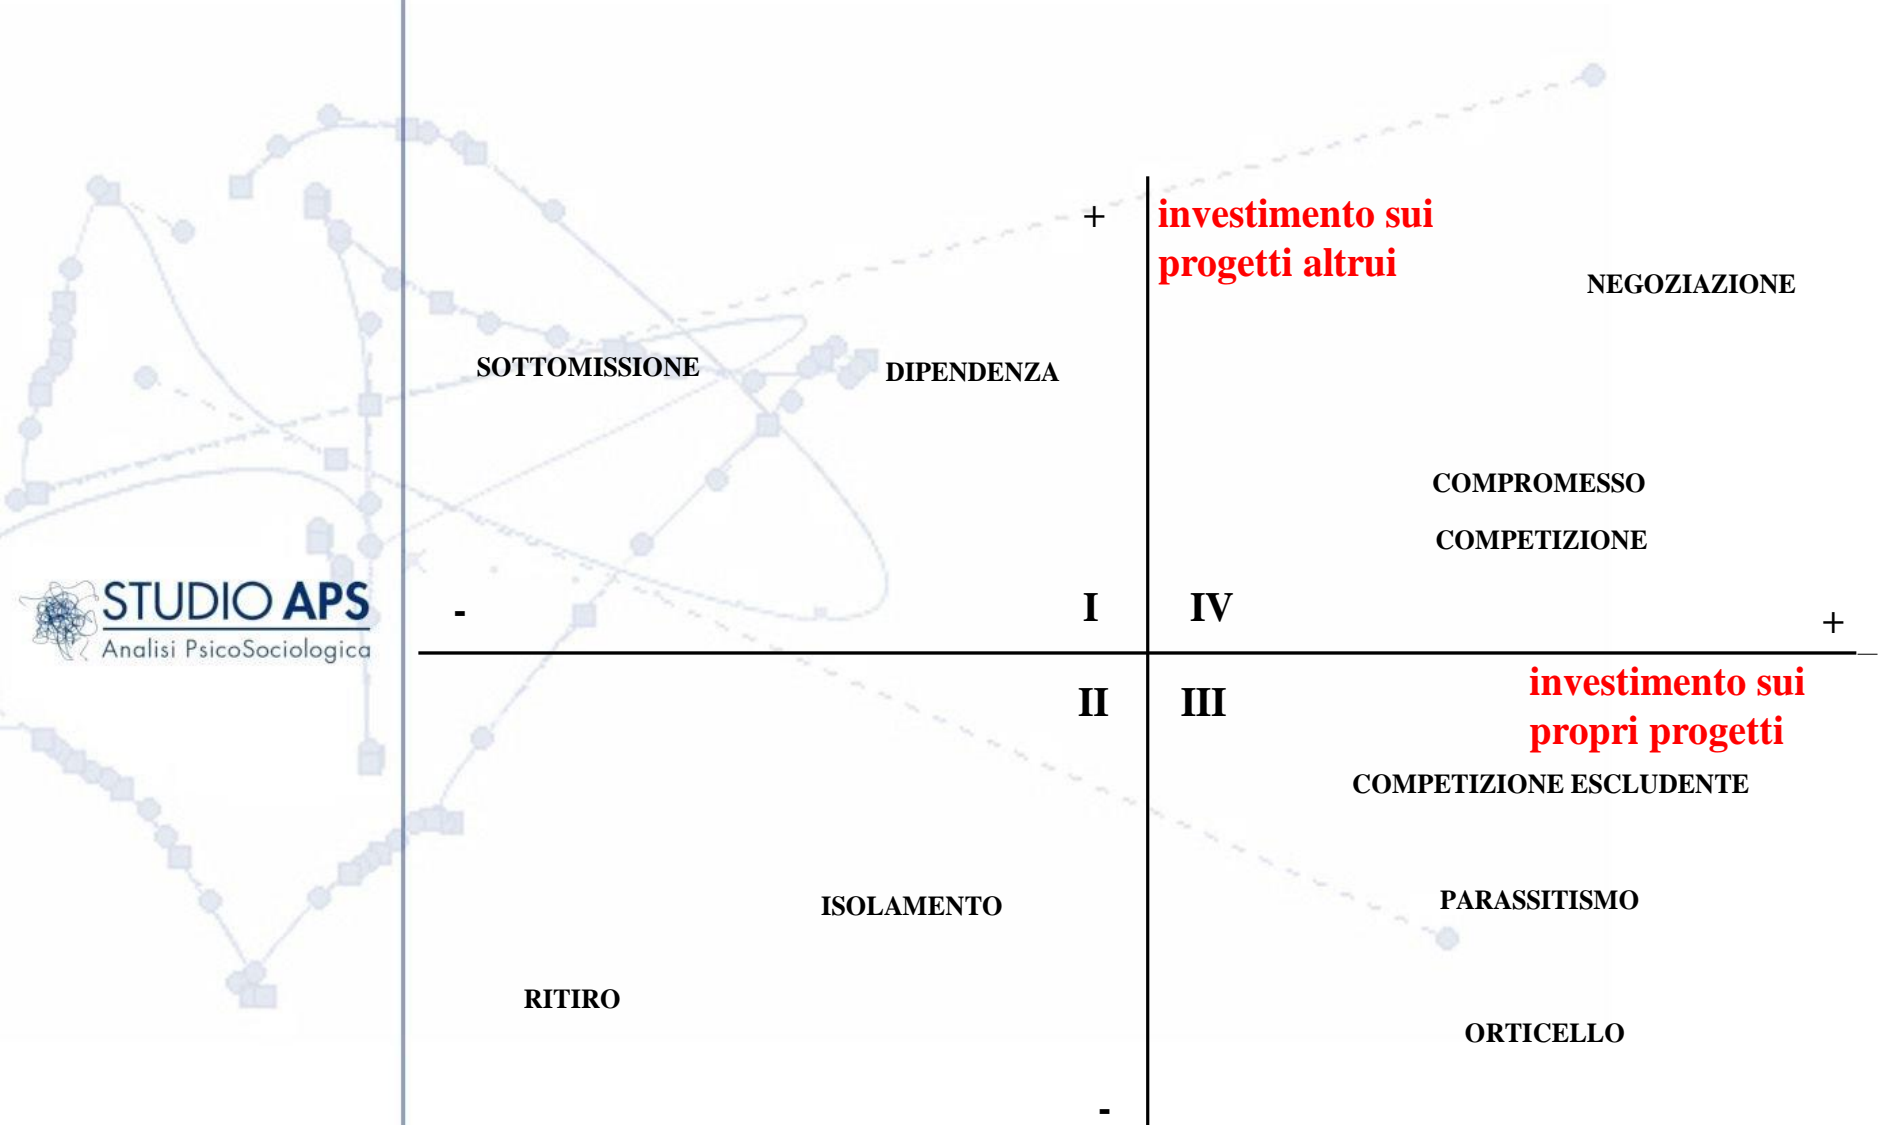 +
investimento sui
progetti altrui
NEGOZIAZIONE
SOTTOMISSIONE
DIPENDENZA
COMPROMESSO
COMPETIZIONE
STUDIO APS
Analisi PsicoSociologica
-
I
IV
+
II
III
investimento sui
propri progetti
COMPETIZIONE ESCLUDENTE
ISOLAMENTO
PARASSITISMO
RITIRO
ORTICELLO
-